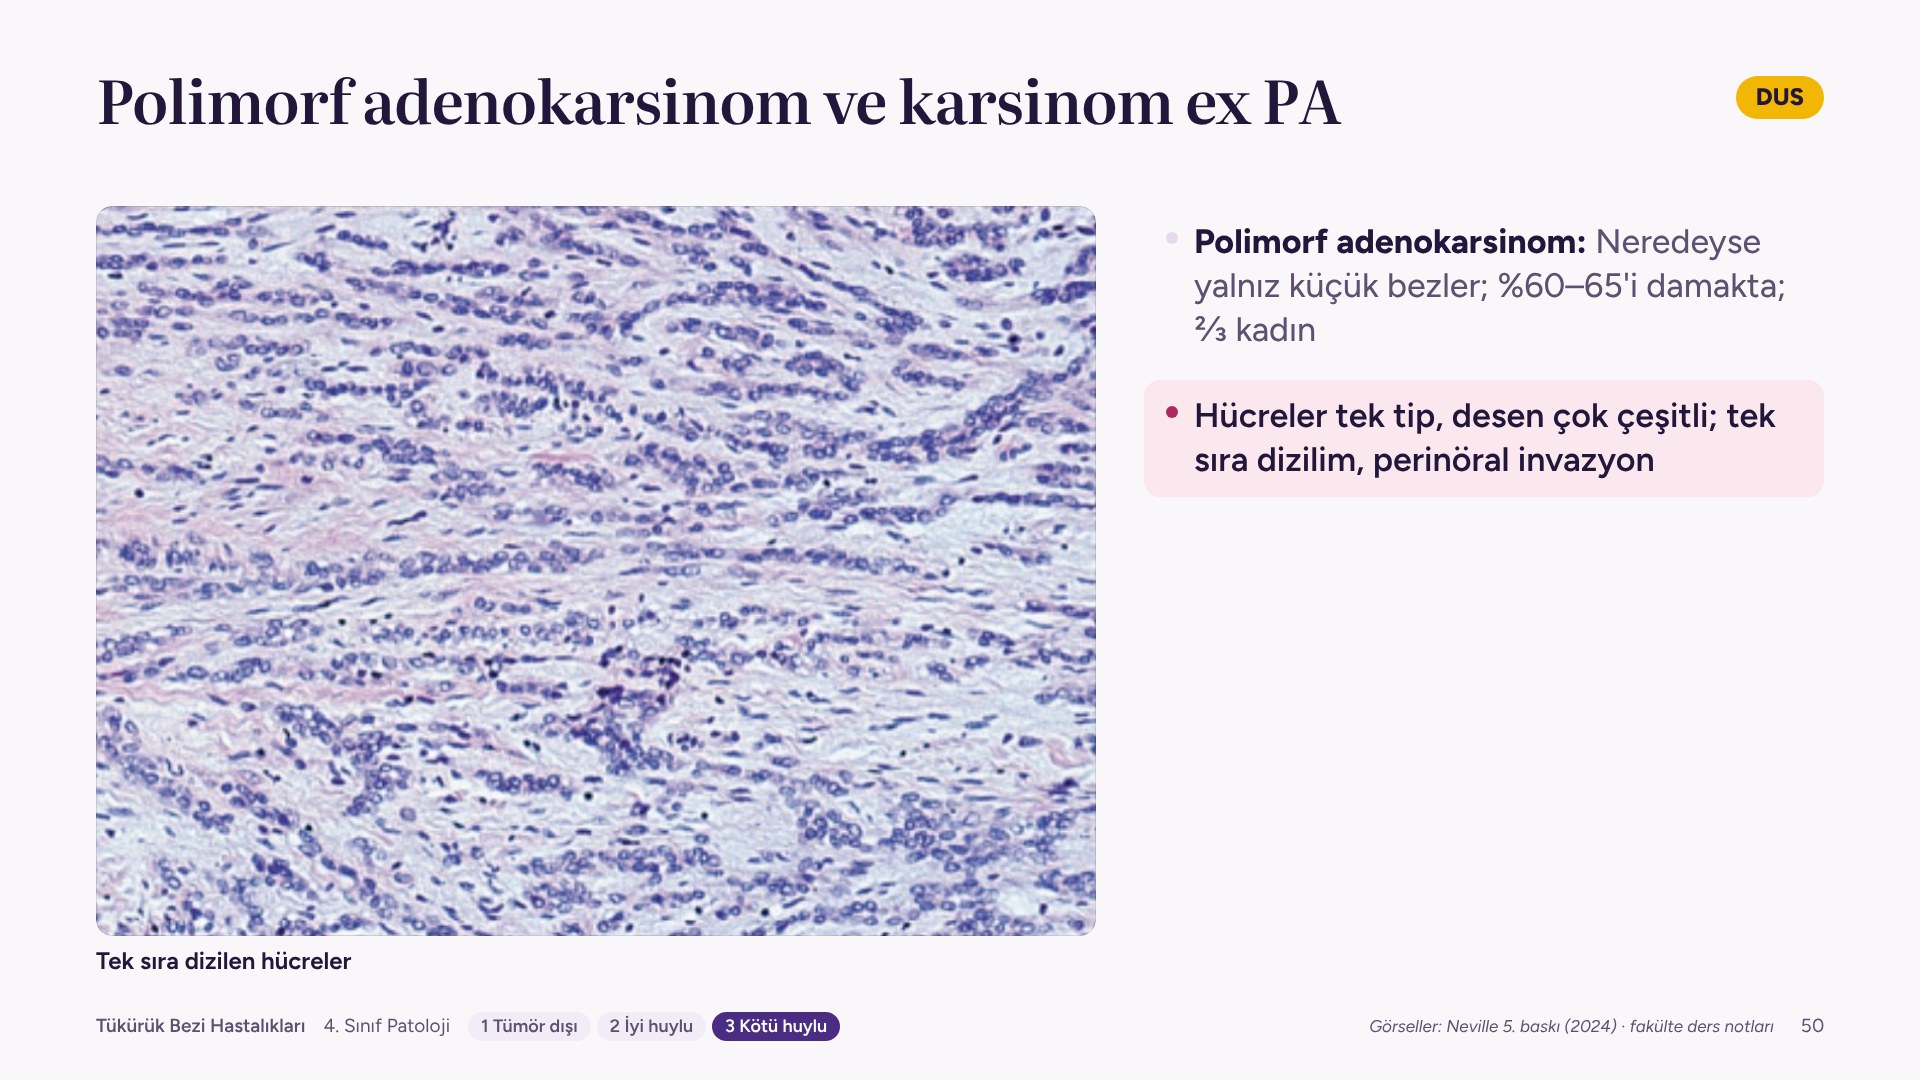 Polimorf adenokarsinom ve karsinom ex PA
DUS
Polimorf adenokarsinom: Neredeyse
yalnız küçük bezler; %60–65'i damakta;
⅔ kadın
Hücreler tek tip, desen çok çeşitli; tek
sıra dizilim, perinöral invazyon
Tek sıra dizilen hücreler
Tükürük Bezi Hastalıkları 4. Sınıf Patoloji 1 Tümör dışı 2 İyi huylu 3 Kötü huylu
Görseller: Neville 5. baskı (2024) · fakülte ders notları 50